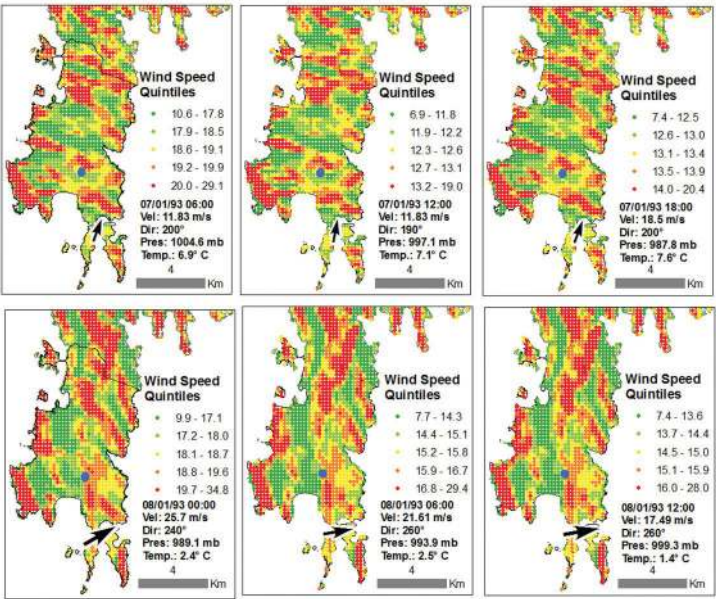 Wind Speed
Quintiles
10.6 - 17.8
17.9 - 18.5
18.6 - 19.1
19.2 - 19.9
20.0 - 29.1
07/01/93 06:00
Vel: 11.83 m/s
Dir: 200°
Pres: 1004.6 mb
Temp.: 6.9° C
4
Km
Wind Speed
Quintiles
6.9 - 11.8
11.9 - 12.2
12.3 - 12.6
12.7 - 13.1
13.2 - 19.0
07/01/93 12:00
Vel: 11.83 m/s
Dir: 190°
Pres: 997.1 mb
Temp.: 7.1° C
4
Km
Wind Speed
Quintiles
7.4 - 12.5
12.6 - 13.0
13.1 - 13.4
13.5 - 13.9
14.0 - 20.4
07/01/93 18:00
Vel: 18.5 m/s
Dir: 200°
Pres: 987.8 mb
Temp.: 7.6° C
4
Km
Wind Speed
Quintiles
9.9 - 17.1
17.2 - 18.0
18.1 - 18.7
18.8 - 19.6
19.7 - 34.8
08/01/93 00:00
Vel: 25.7 m/s
Dir: 240°
Pres: 989.1 mb
Temp.: 2.4° C
4
Km
Wind Speed
Quintiles
7.7 - 14.3
14.4 - 15.1
15.2 - 15.8
15.9 - 16.7
16.8 - 29.4
08/01/93 06:00
Vel: 21.61 m/s
Dir: 260°
Pres: 993.9 mb
Temp.: 2.5° C
4
Km
Wind Speed
Quintiles
7.4 - 13.6
13.7 - 14.4
14.5 - 15.0
15.1 - 15.9
16.0 - 28.0
08/01/93 12:00
Vel: 17.49 m/s
Dir: 260°
Pres: 999.3 mb
Temp.: 1.4° C
4
Km